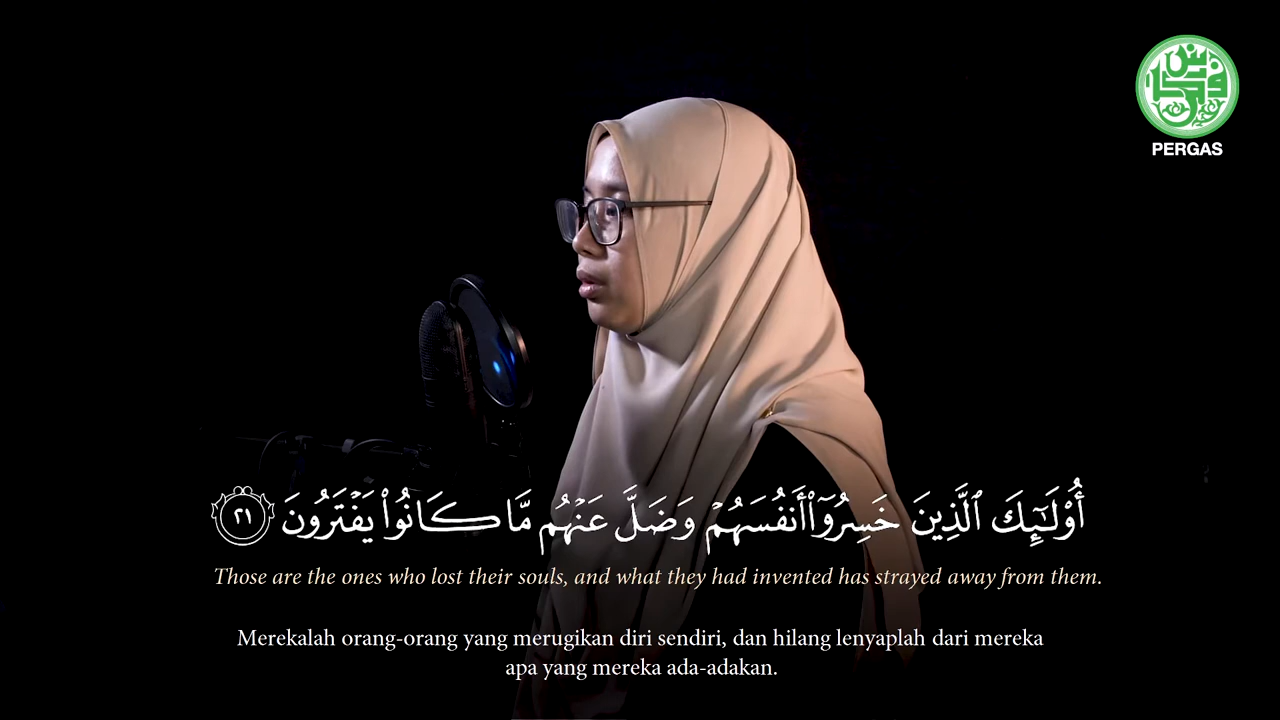 PERGAS
أُوْلَـٰٓئِكَ ٱلَّذِينَ خَسِرُوٓا۟ أَنفُسَهُمْ وَضَلَّ عَنْهُم مَّا كَانُوا۟ يَفْتَرُونَ ٢١
Those are the ones who lost their souls, and what they had invented has strayed away from them.
Merekalah orang-orang yang merugikan diri sendiri, dan hilang lenyaplah dari mereka
apa yang mereka ada-adakan.